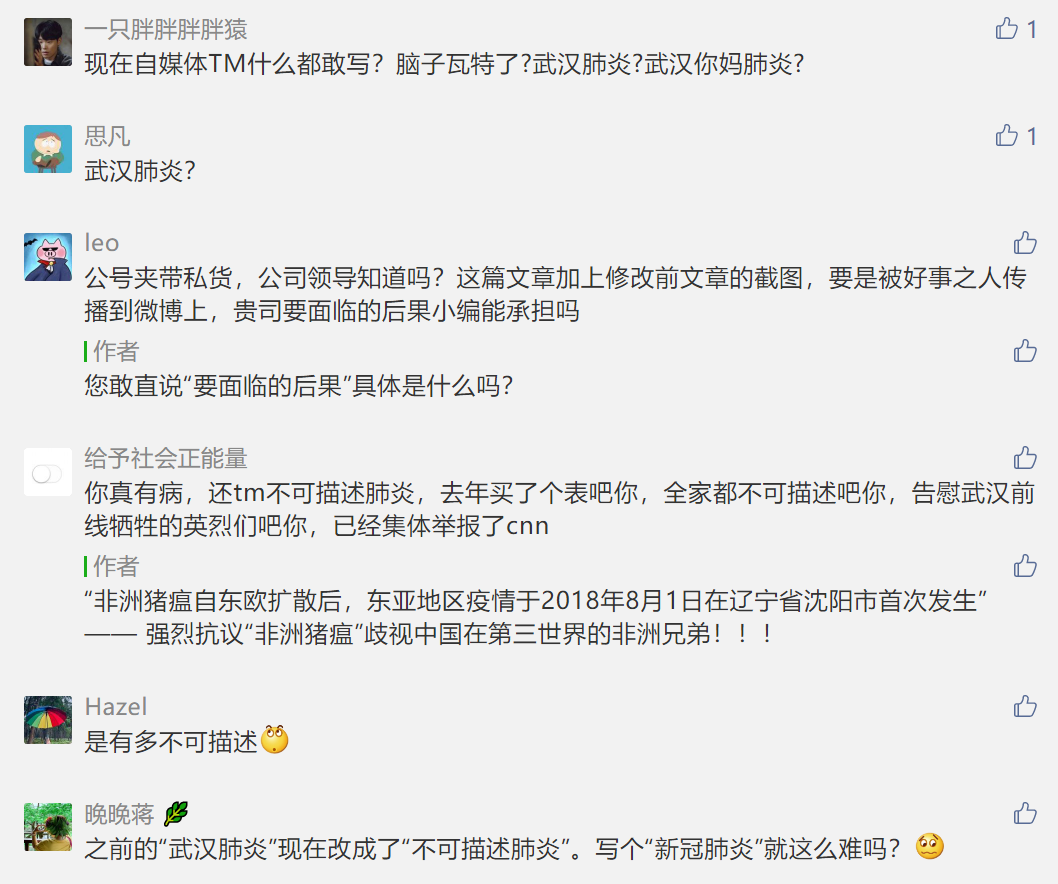 一只胖胖胖胖猿
1
现在自媒体TM什么都敢写？脑子瓦特了?武汉肺炎?武汉你妈肺炎?
思凡
1
武汉肺炎?
leo
公号夹带私货，公司领导知道吗？这篇文章加上修改前文章的截图，要是被好事之人传
播到微博上，贵司要面临的后果小编能承担吗
作者
您敢直说“要面临的后果”具体是什么吗？
给予社会正能量
你真有病，还tm不可描述肺炎，去年买了个表吧你，全家都不可描述吧你，告慰武汉前
线牺牲的英烈们吧你，已经集体举报了cnn
作者
“非洲猪瘟自东欧扩散后，东亚地区疫情于2018年8月1日在辽宁省沈阳市首次发生”
—— 强烈抗议“非洲猪瘟”歧视中国在第三世界的非洲兄弟！！！
Hazel
是有多不可描述
晚晚蒋
之前的“武汉肺炎”现在改成了“不可描述肺炎”。写个“新冠肺炎”就这么难吗？